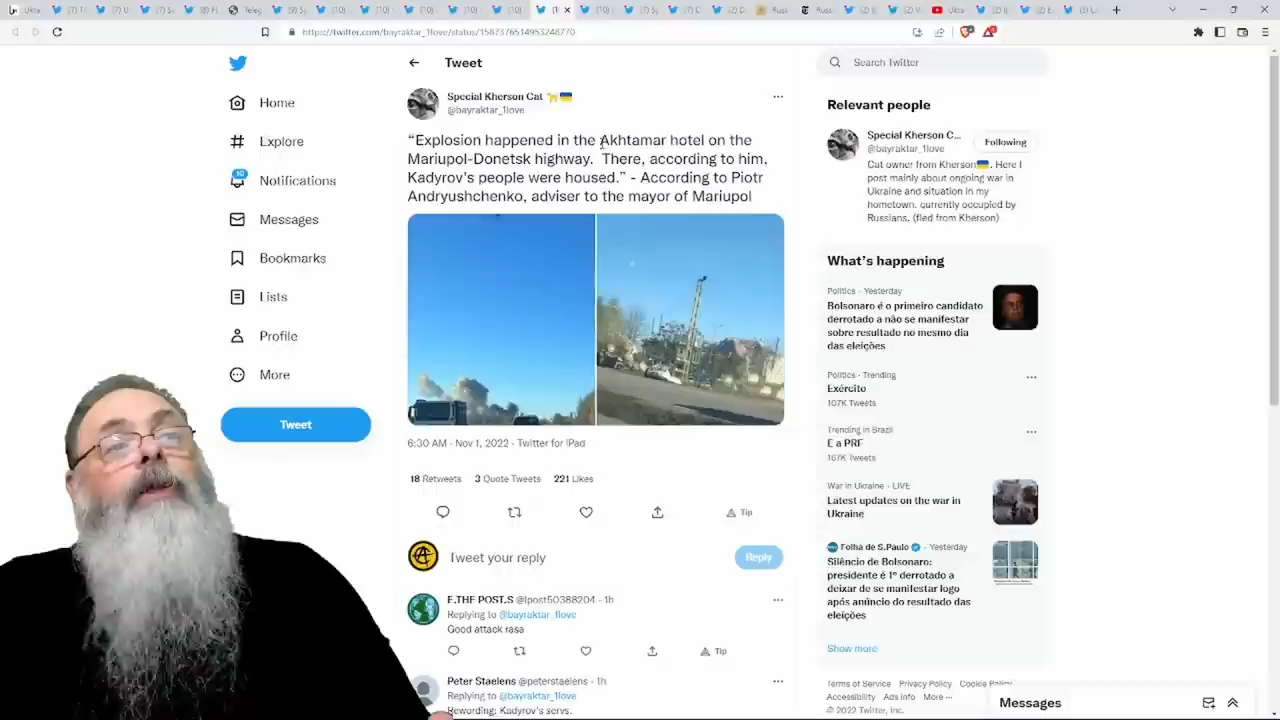 https://twitter.com/bayraktar_1love/status/1587376514953248770
Home
Explore
10
Notifications
Messages
Bookmarks
Lists
Profile
More
Tweet
Tweet
Special Kherson Cat
@bayraktar_1love
“Explosion happened in the Akhtamar hotel on the
Mariupol-Donetsk highway. There, according to him,
Kadyrov's people were housed.” - According to Piotr
Andryushchenko, adviser to the mayor of Mariupol
6:30 AM · Nov 1, 2022 · Twitter for iPad
18 Retweets 3 Quote Tweets 221 Likes
Tip
Tweet your reply
Reply
F.THE POST.S @lpost50388204 · 1h
Replying to @bayraktar_1love
Good attack rasa
Tip
Peter Staelens @peterstaelens · 1h
Replying to @bayraktar_1love
Rewording: Kadyrov's servs.
Search Twitter
Relevant people
Special Kherson C...
@bayraktar_1love
Following
Cat owner from Kherson. Here I
post mainly about ongoing war in
Ukraine and situation in my
hometown. currently occupied by
Russians. (fled from Kherson)
What's happening
Politics · Yesterday
Bolsonaro é o primeiro candidato
derrotado a não se manifestar
sobre resultado no mesmo dia
das eleições
Politics · Trending
Exército
107K Tweets
Trending in Brazil
E a PRF
167K Tweets
War in Ukraine · LIVE
Latest updates on the war in
Ukraine
Folha de S.Paulo · Yesterday
Silêncio de Bolsonaro:
presidente é 1º derrotado a
deixar de se manifestar logo
após anúncio do resultado das
eleições
Show more
Terms of Service Privacy Policy Cookie Policy
Accessibility Ads info More ...
© 2022 Twitter, Inc.
Messages